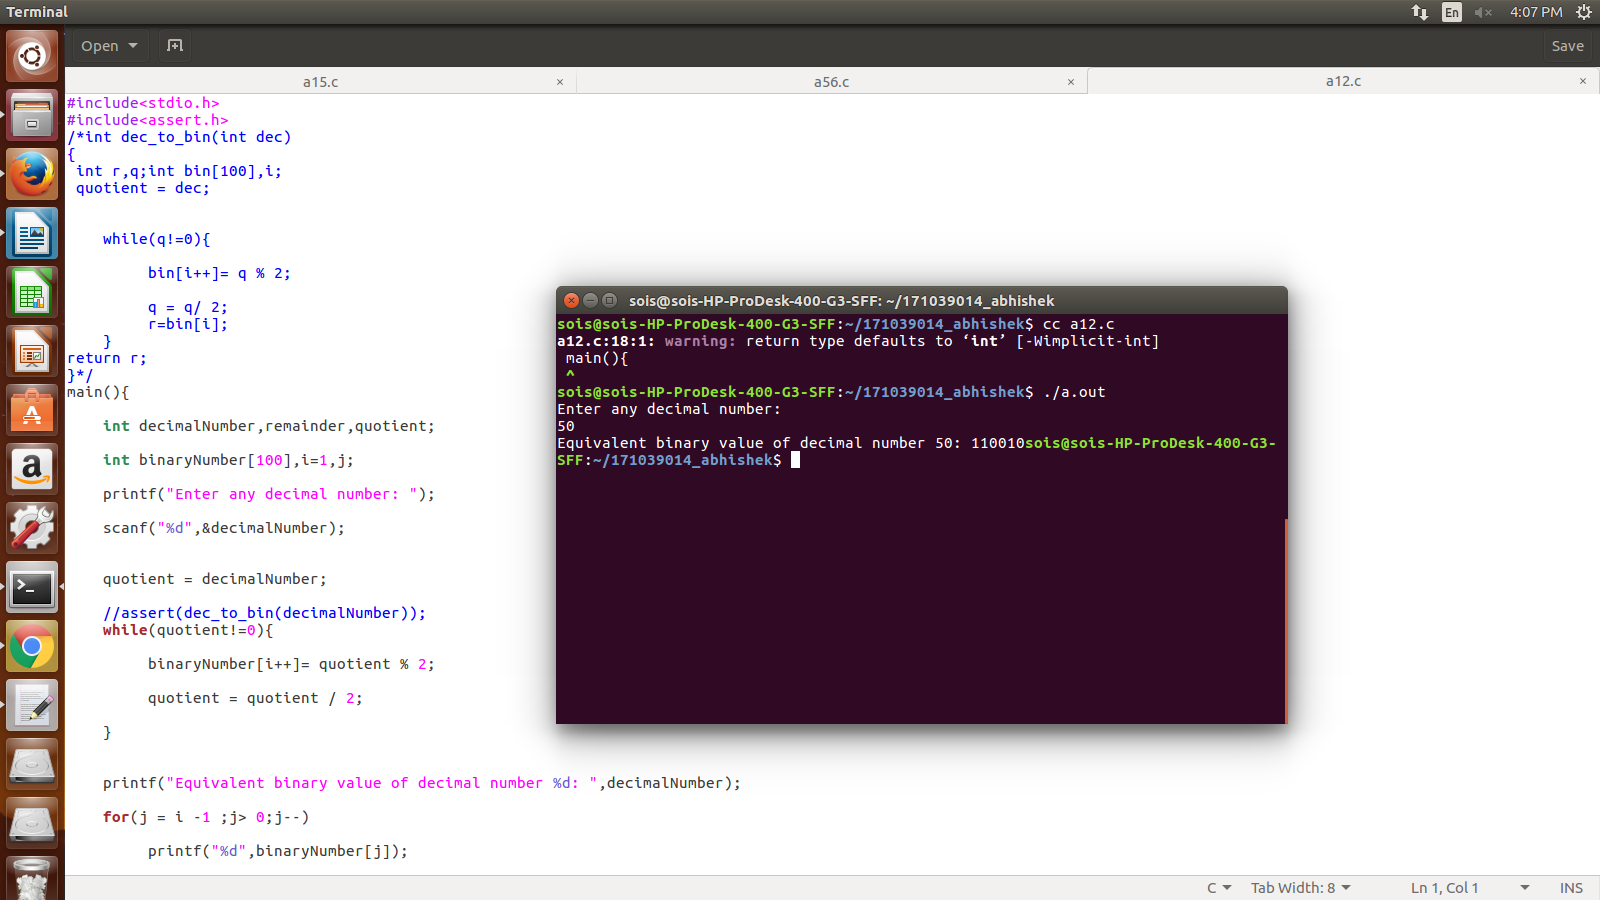 Terminal
En
4:07 PM
Open
Save
a15.c
a56.c
a12.c
#include<stdio.h>
#include<assert.h>
/*int dec_to_bin(int dec)
{
int r,q;int bin[100],i;
quotient = dec;
while(q!=0){
bin[i++]= q % 2;
q = q/ 2;
r=bin[i];
}
return r;
}*/
main(){
int decimalNumber,remainder,quotient;
int binaryNumber[100],i=1,j;
printf("Enter any decimal number: ");
scanf("%d",&decimalNumber);
quotient = decimalNumber;
//assert(dec_to_bin(decimalNumber));
while(quotient!=0){
binaryNumber[i++]= quotient % 2;
quotient = quotient / 2;
}
printf("Equivalent binary value of decimal number %d: ",decimalNumber);
for(j = i -1 ;j> 0;j--)
printf("%d",binaryNumber[j]);
sois@sois-HP-ProDesk-400-G3-SFF: ~/171039014_abhishek
sois@sois-HP-ProDesk-400-G3-SFF:~/171039014_abhishek$ cc a12.c
a12.c:18:1: warning: return type defaults to ‘int’ [-Wimplicit-int]
main(){
^
sois@sois-HP-ProDesk-400-G3-SFF:~/171039014_abhishek$ ./a.out
Enter any decimal number:
50
Equivalent binary value of decimal number 50: 110010sois@sois-HP-ProDesk-400-G3-
SFF:~/171039014_abhishek$
C
Tab Width: 8
Ln 1, Col 1
INS